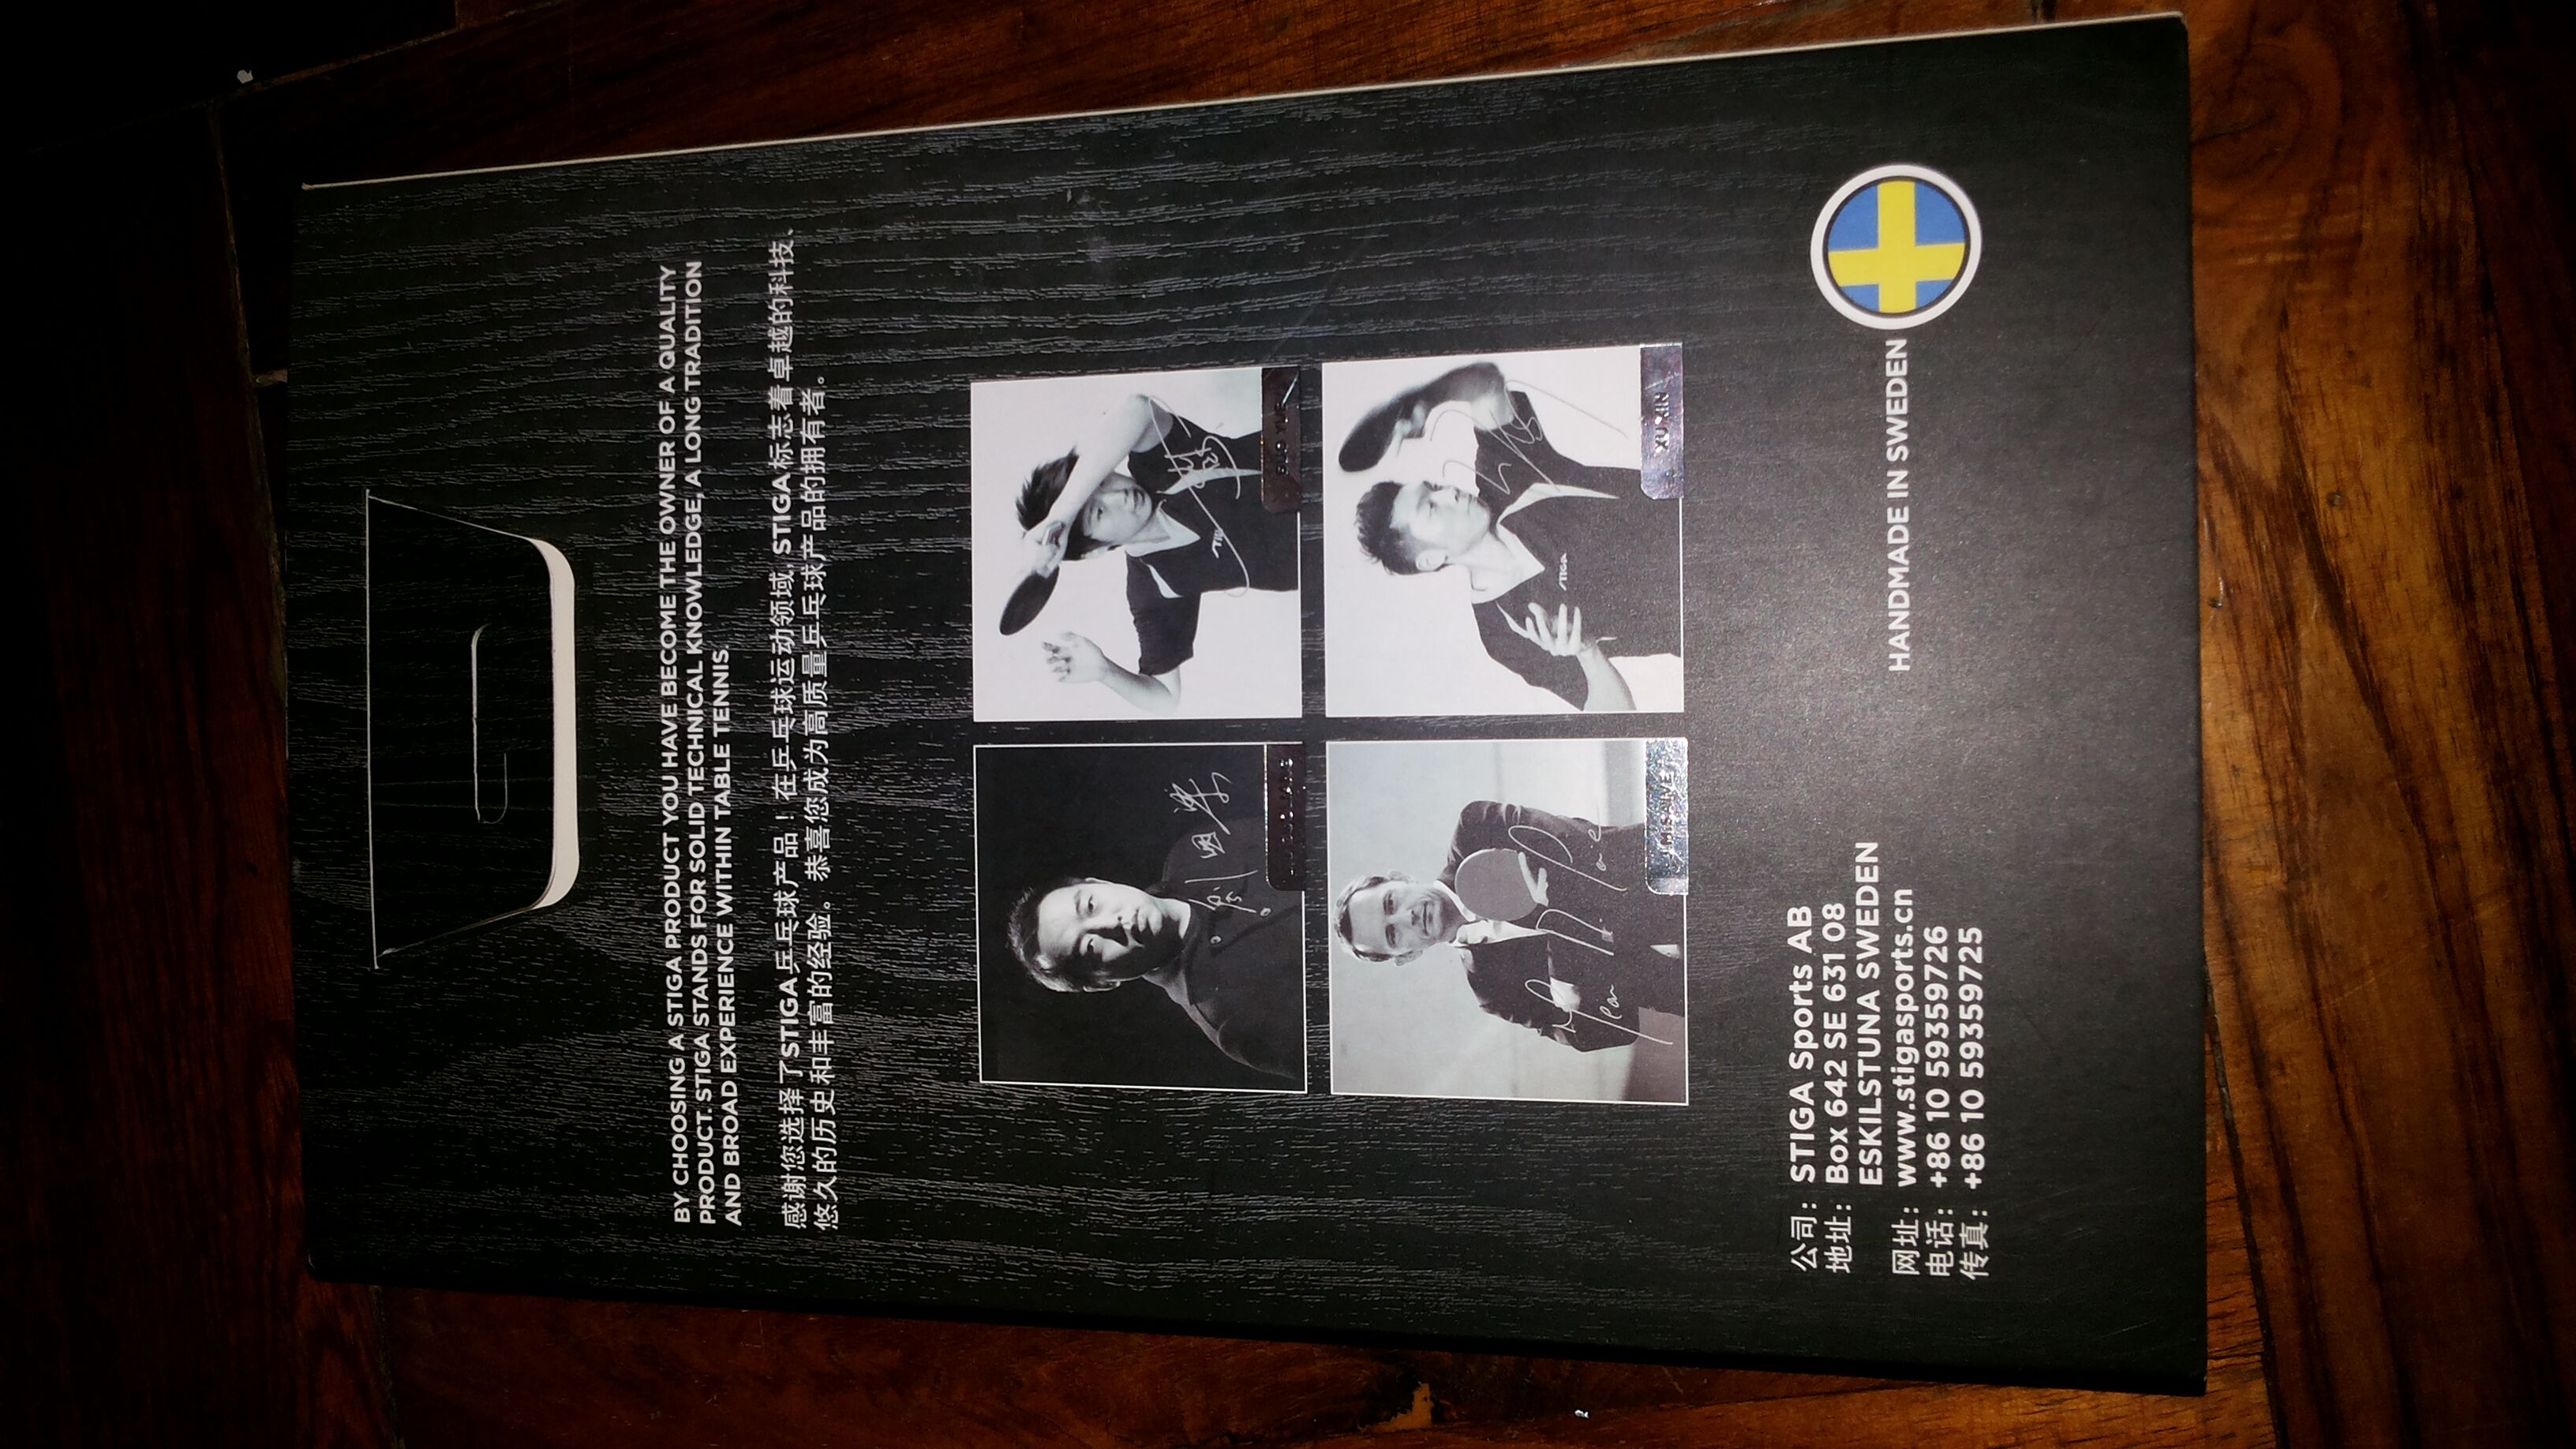 BY CHOOSING A STIGA PRODUCT YOU HAVE BECOME THE OWNER OF A QUALITY
PRODUCT. STIGA STANDS FOR SOLID TECHNICAL KNOWLEDGE, A LONG TRADITION
AND BROAD EXPERIENCE WITHIN TABLE TENNIS.
感谢您选择了STIGA乒乓球产品！在乒乓球运动领域, STIGA标志着卓越的科技、
悠久的历史和丰富的经验。恭喜您成为高质量乒乓球产品的拥有者。
STIGA
XU XIN
公司: STIGA Sports AB
地址: Box 642 SE 631 08
ESKILSTUNA SWEDEN
网址: www.stigasports.cn
电话: +86 10 59359726
传真: +86 10 59359725
HANDMADE IN SWEDEN